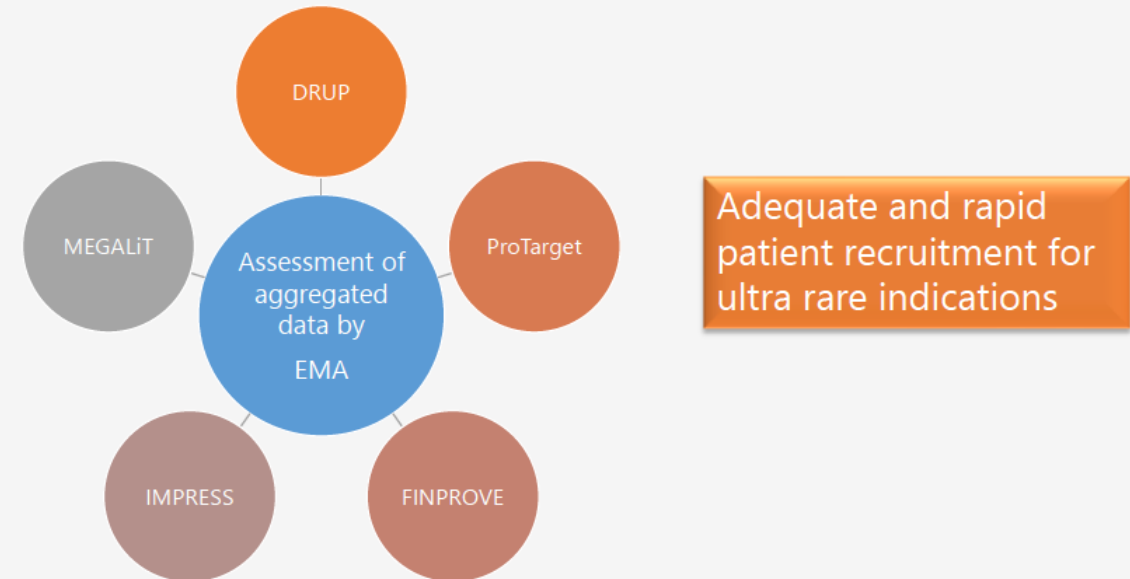 DRUP
MEGALiT
ProTarget
Assessment of
aggregated
data by
EMA
IMPRESS
FINPROVE
Adequate and rapid
patient recruitment for
ultra rare indications